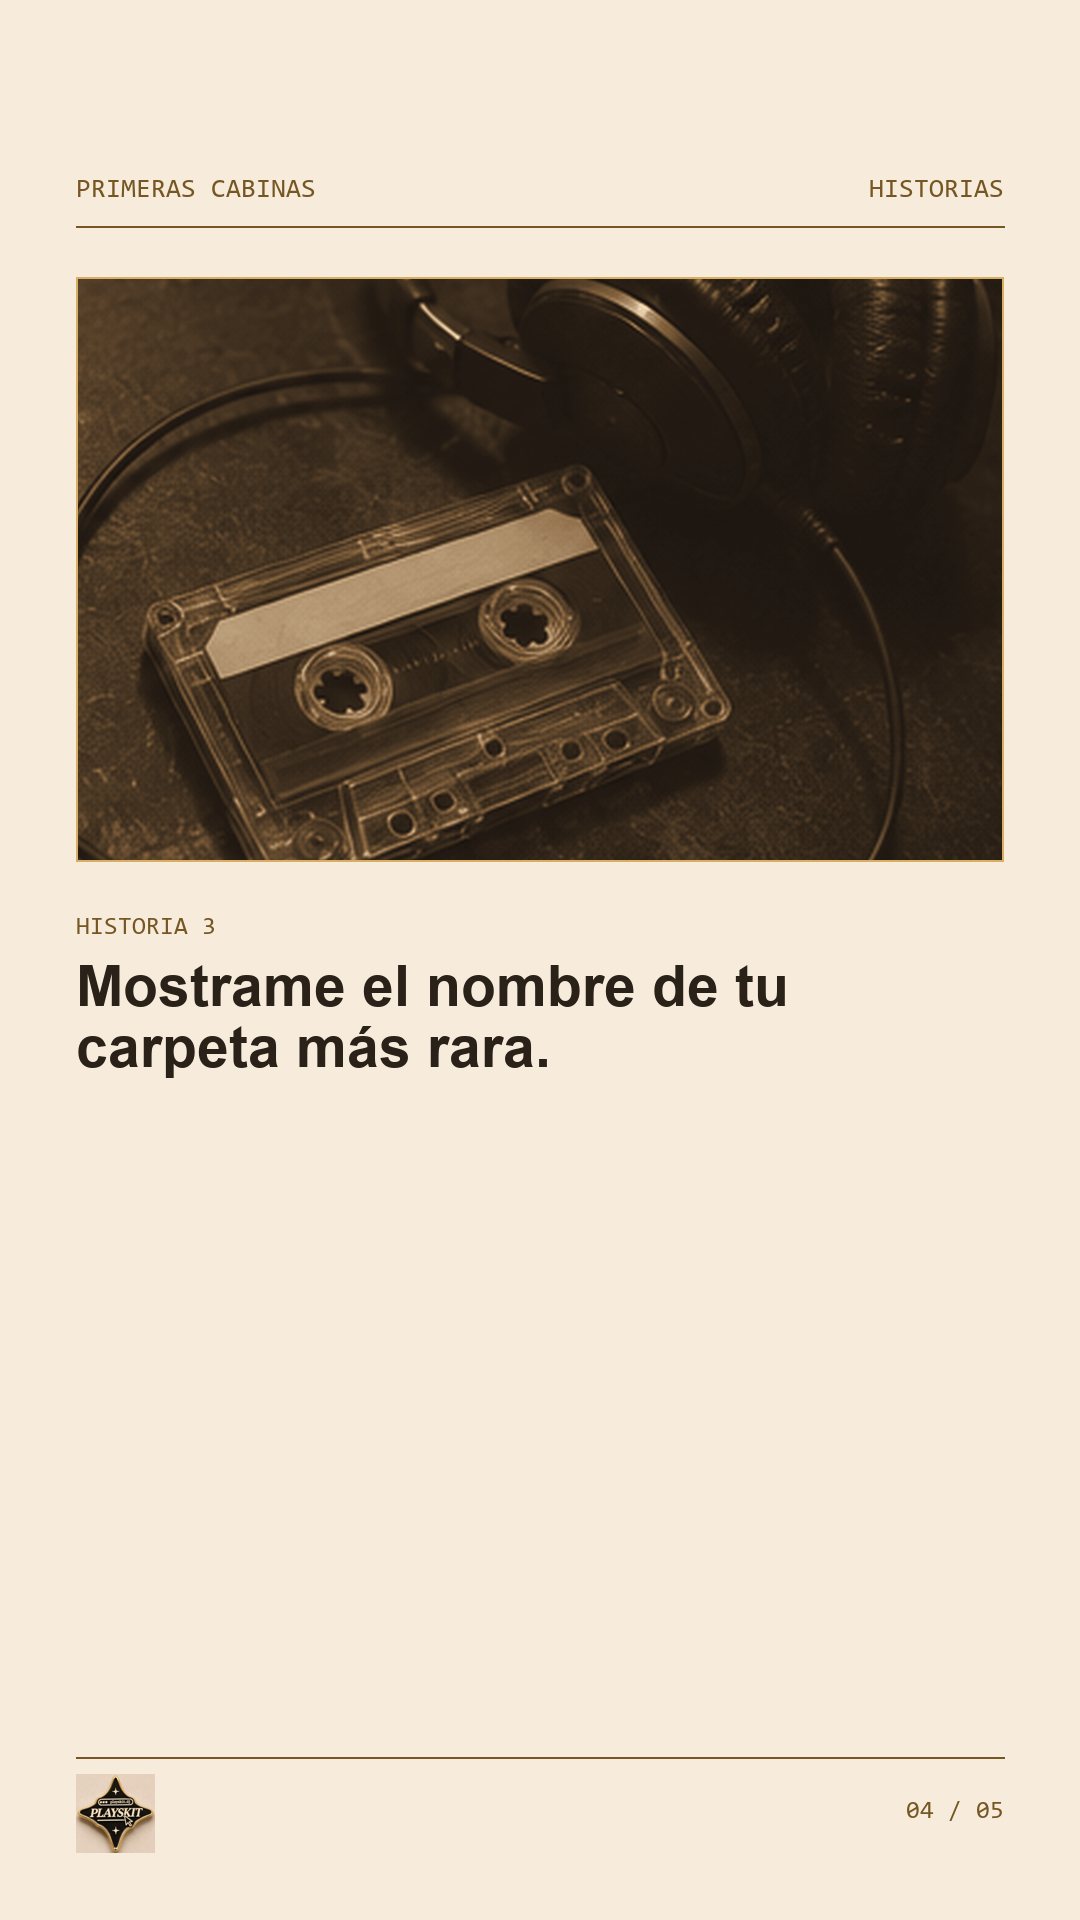 PRIMERAS CABINAS
HISTORIAS
HISTORIA 3
Mostrame el nombre de tu
carpeta más rara.
PLAYSKIT
04 / 05